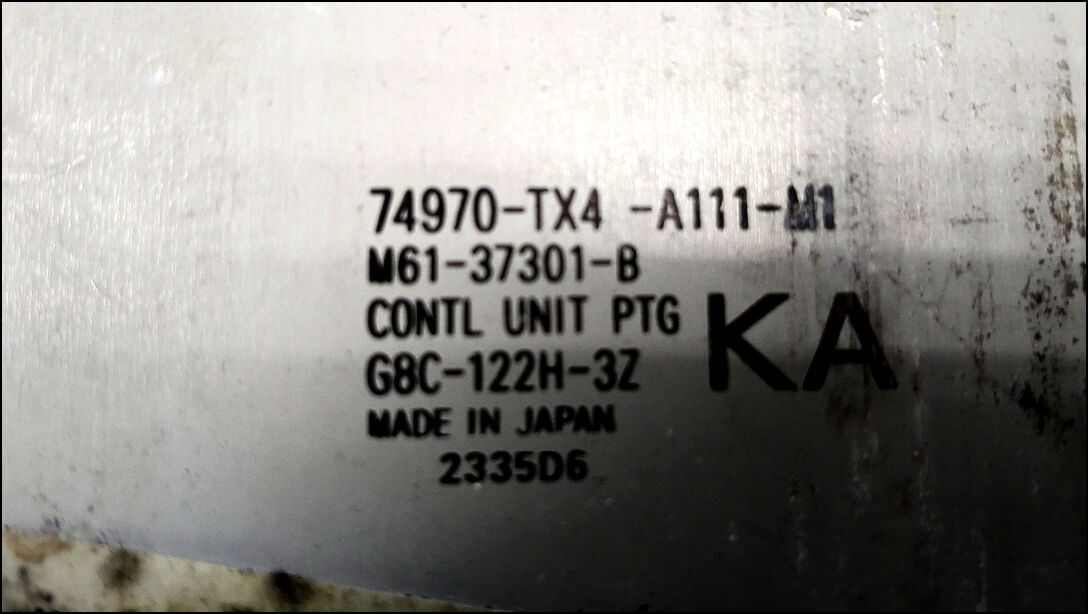 74970-TX4 -A111-M1
M61-37301-B
CONTL UNIT PTG KA
G8C-122H-3Z
MADE IN JAPAN
2335D6